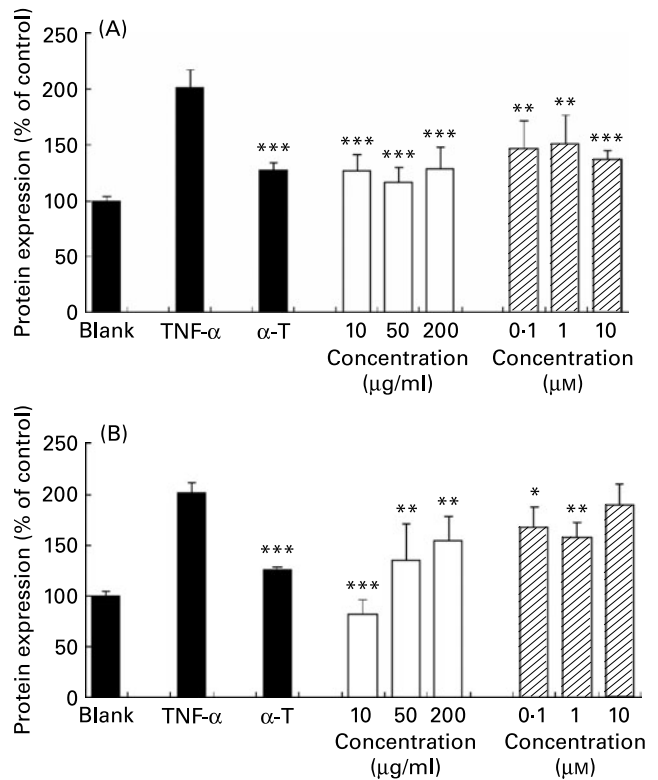 (A)
Protein expression (% of control)
250
200
150
100
50
0
***
***
***
***
**
**
***
Blank
TNF-α
α-T
10
50
200
0·1
1
10
Concentration
(μg/ml)
Concentration
(μM)
(B)
Protein expression (% of control)
250
200
150
100
50
0
***
***
**
**
*
**
Blank
TNF-α
α-T
10
50
200
0·1
1
10
Concentration
(μg/ml)
Concentration
(μM)